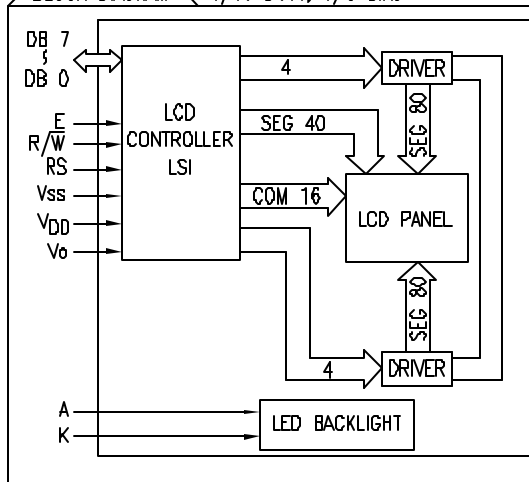 DB 7
DB 0
E
R/W̅
RS
Vss
VDD
Vo
LCD
CONTROLLER
LSI
4
DRIVER
SEG 40
SEG 80
COM 16
LCD PANEL
SEG 80
4
DRIVER
A
K
LED BACKLIGHT